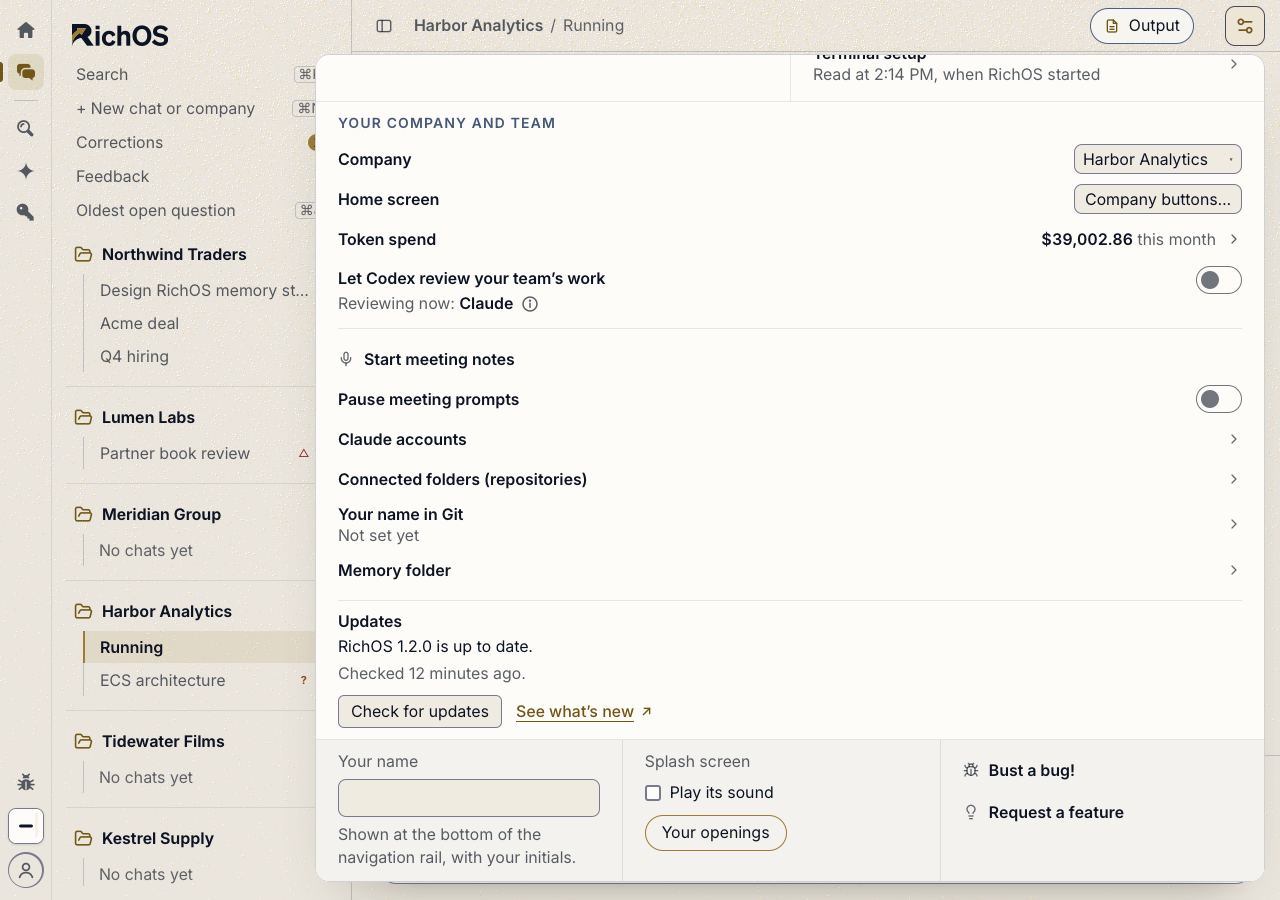 RichOS
Harbor Analytics / Running
Output
Search
⌘
+ New chat or company
⌘
Corrections
Feedback
Oldest open question
⌘
Northwind Traders
Design RichOS memory st…
Acme deal
Q4 hiring
Lumen Labs
Partner book review
Meridian Group
No chats yet
Harbor Analytics
Running
ECS architecture
?
Tidewater Films
No chats yet
Kestrel Supply
No chats yet
Terminal setup
Read at 2:14 PM, when RichOS started
YOUR COMPANY AND TEAM
Company
Harbor Analytics
Home screen
Company buttons…
Token spend
$39,002.86 this month
Let Codex review your team’s work
Reviewing now: Claude
Start meeting notes
Pause meeting prompts
Claude accounts
Connected folders (repositories)
Your name in Git
Not set yet
Memory folder
Updates
RichOS 1.2.0 is up to date.
Checked 12 minutes ago.
Check for updates
See what’s new ↗
Your name
Shown at the bottom of the
navigation rail, with your initials.
Splash screen
Play its sound
Your openings
Bust a bug!
Request a feature